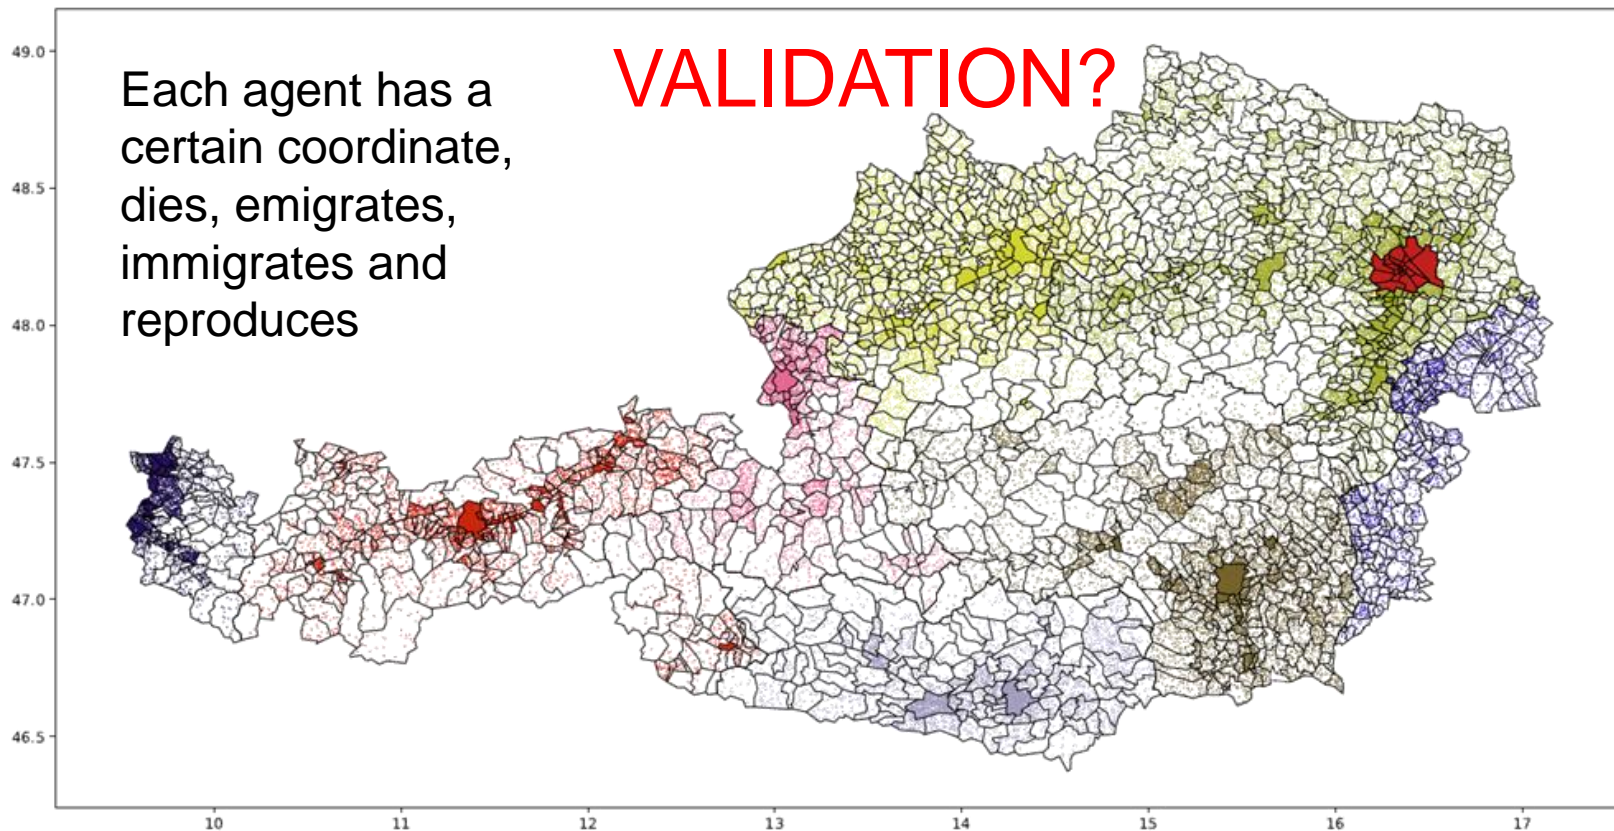 VALIDATION?
Each agent has a
certain coordinate,
dies, emigrates,
immigrates and
reproduces
49.0
48.5
48.0
47.5
47.0
46.5
10 11 12 13 14 15 16 17